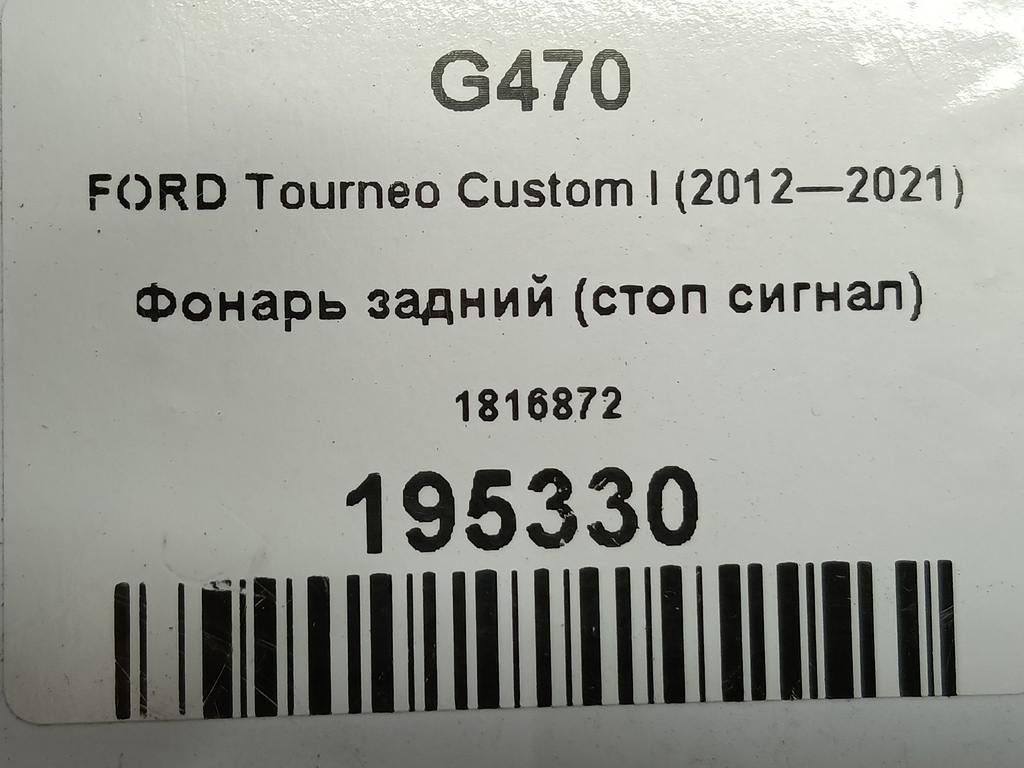 G470
FORD Tourneo Custom I (2012—2021)
Фонарь задний (стоп сигнал)
1816872
195330